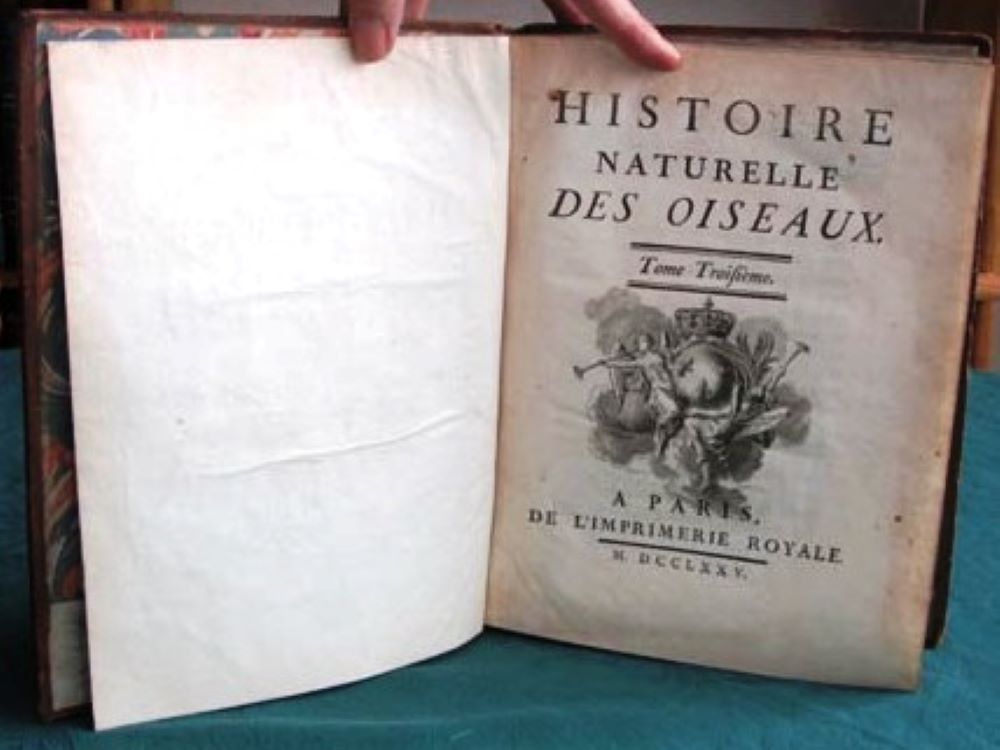 HISTOIRE
NATURELLE
DES OISEAUX.
Tome Troiſième.
A PARIS,
DE L'IMPRIMERIE ROYALE.
M. DCCLXXV.